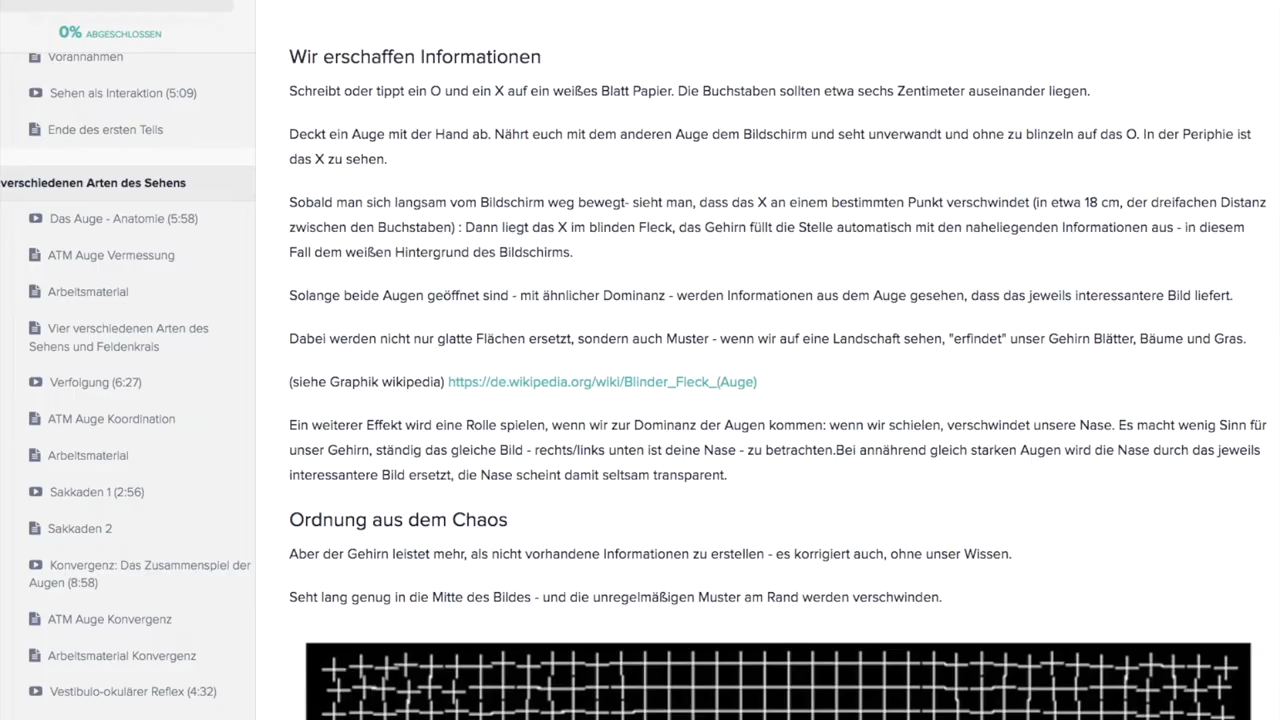 0% ABGESCHLOSSEN
Vorannahmen
Sehen als Interaktion (5:09)
Ende des ersten Teils
verschiedenen Arten des Sehens
Das Auge - Anatomie (5:58)
ATM Auge Vermessung
Arbeitsmaterial
Vier verschiedenen Arten des
Sehens und Feldenkrais
Verfolgung (6:27)
ATM Auge Koordination
Arbeitsmaterial
Sakkaden 1 (2:56)
Sakkaden 2
Konvergenz: Das Zusammenspiel der
Augen (8:58)
ATM Auge Konvergenz
Arbeitsmaterial Konvergenz
Vestibulo-okulärer Reflex (4:32)
Wir erschaffen Informationen
Schreibt oder tippt ein O und ein X auf ein weißes Blatt Papier. Die Buchstaben sollten etwa sechs Zentimeter auseinander liegen.
Deckt ein Auge mit der Hand ab. Nährt euch mit dem anderen Auge dem Bildschirm und seht unverwandt und ohne zu blinzeln auf das O. In der Periphie ist
das X zu sehen.
Sobald man sich langsam vom Bildschirm weg bewegt- sieht man, dass das X an einem bestimmten Punkt verschwindet (in etwa 18 cm, der dreifachen Distanz
zwischen den Buchstaben) : Dann liegt das X im blinden Fleck, das Gehirn füllt die Stelle automatisch mit den naheliegenden Informationen aus - in diesem
Fall dem weißen Hintergrund des Bildschirms.
Solange beide Augen geöffnet sind - mit ähnlicher Dominanz - werden Informationen aus dem Auge gesehen, dass das jeweils interessantere Bild liefert.
Dabei werden nicht nur glatte Flächen ersetzt, sondern auch Muster - wenn wir auf eine Landschaft sehen, "erfindet" unser Gehirn Blätter, Bäume und Gras.
(siehe Graphik wikipedia) https://de.wikipedia.org/wiki/Blinder_Fleck_(Auge)
Ein weiterer Effekt wird eine Rolle spielen, wenn wir zur Dominanz der Augen kommen: wenn wir schielen, verschwindet unsere Nase. Es macht wenig Sinn für
unser Gehirn, ständig das gleiche Bild - rechts/links unten ist deine Nase - zu betrachten.Bei annährend gleich starken Augen wird die Nase durch das jeweils
interessantere Bild ersetzt, die Nase scheint damit seltsam transparent.
Ordnung aus dem Chaos
Aber der Gehirn leistet mehr, als nicht vorhandene Informationen zu erstellen - es korrigiert auch, ohne unser Wissen.
Seht lang genug in die Mitte des Bildes - und die unregelmäßigen Muster am Rand werden verschwinden.